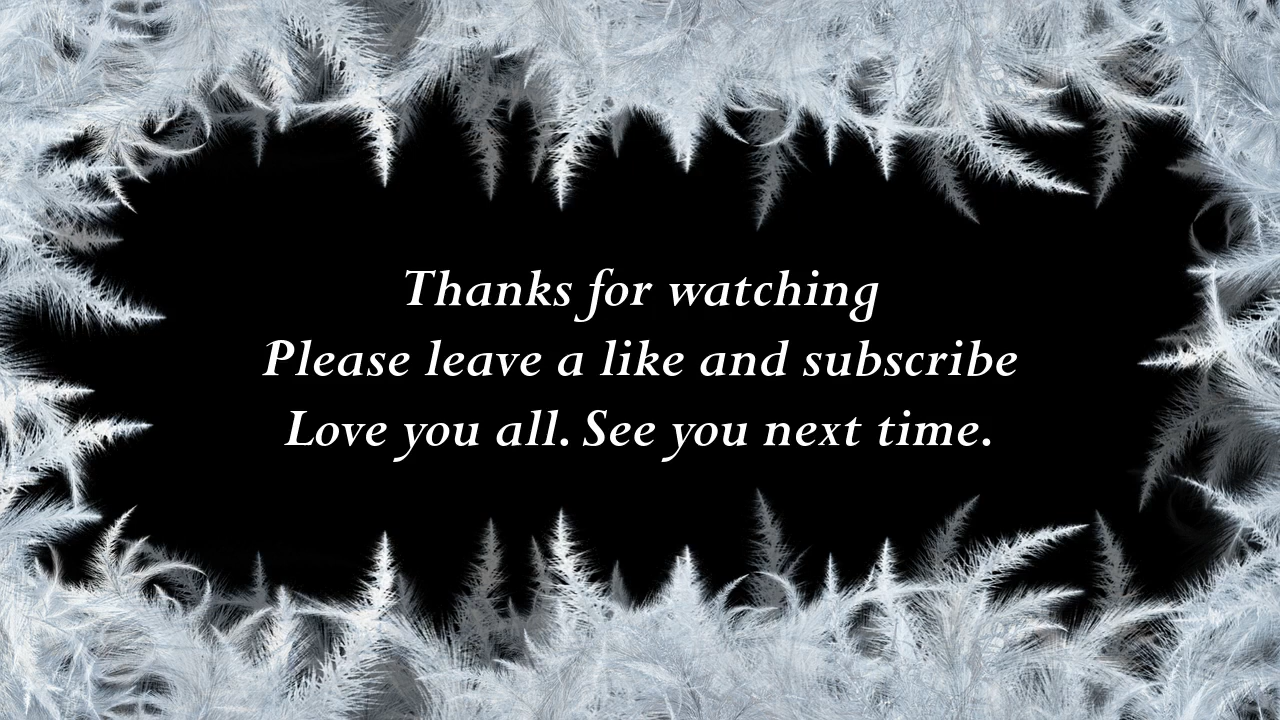 Thanks for watching
Please leave a like and subscribe
Love you all. See you next time.